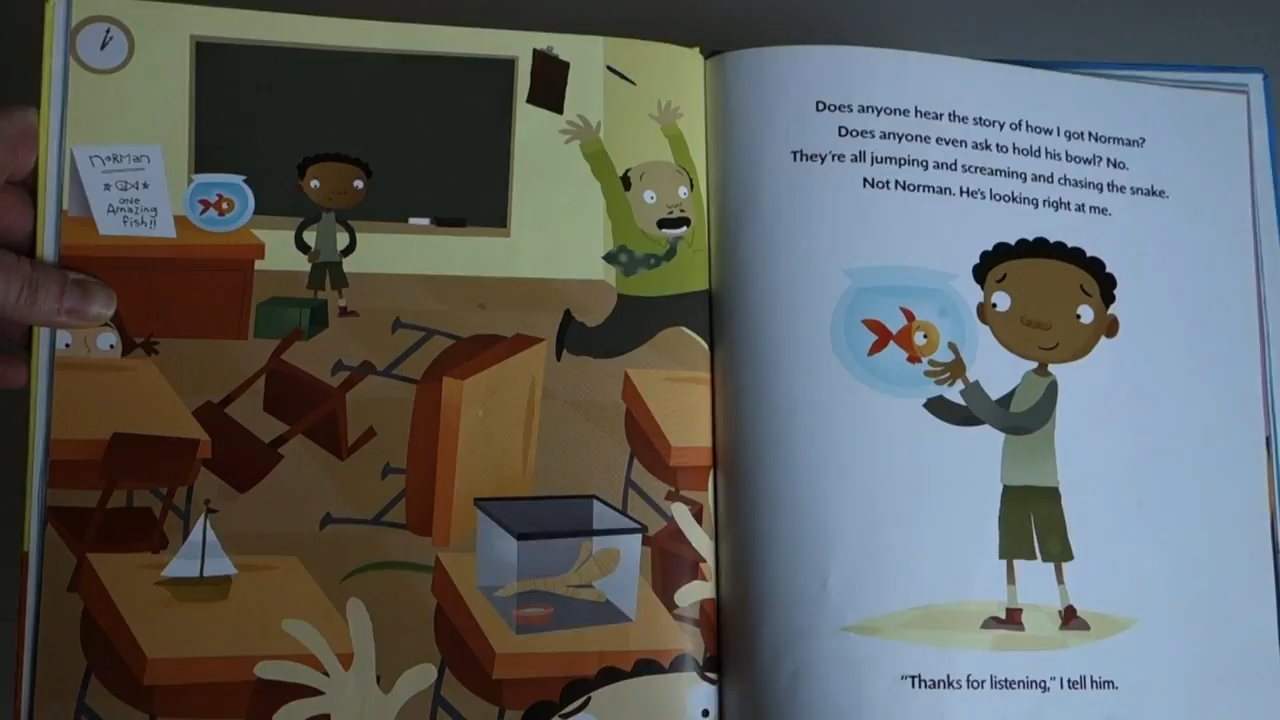 NORMAN
ONE
Amazing
fish!!
Does anyone hear the story of how I got Norman?
Does anyone even ask to hold his bowl? No.
They're all jumping and screaming and chasing the snake.
Not Norman. He's looking right at me.
"Thanks for listening," I tell him.